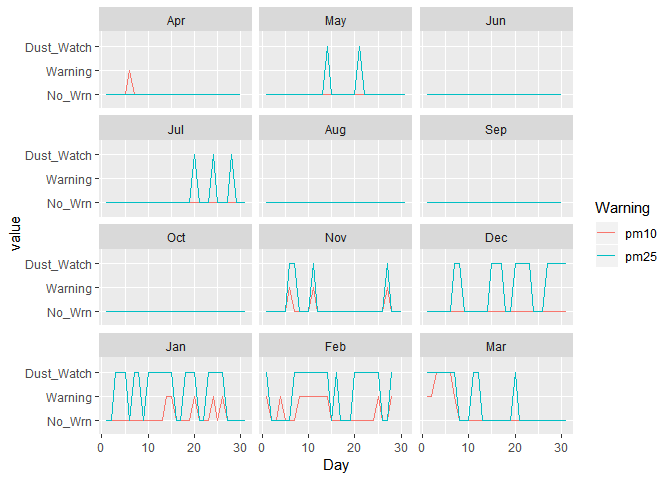 Apr May Jun
Dust_Watch
Warning
No_Wrn
Jul Aug Sep
Dust_Watch
Warning
No_Wrn
Oct Nov Dec
Dust_Watch
Warning
No_Wrn
Jan Feb Mar
Dust_Watch
Warning
No_Wrn
0 10 20 30 0 10 20 30 0 10 20 30
Day
value
Warning
pm10
pm25